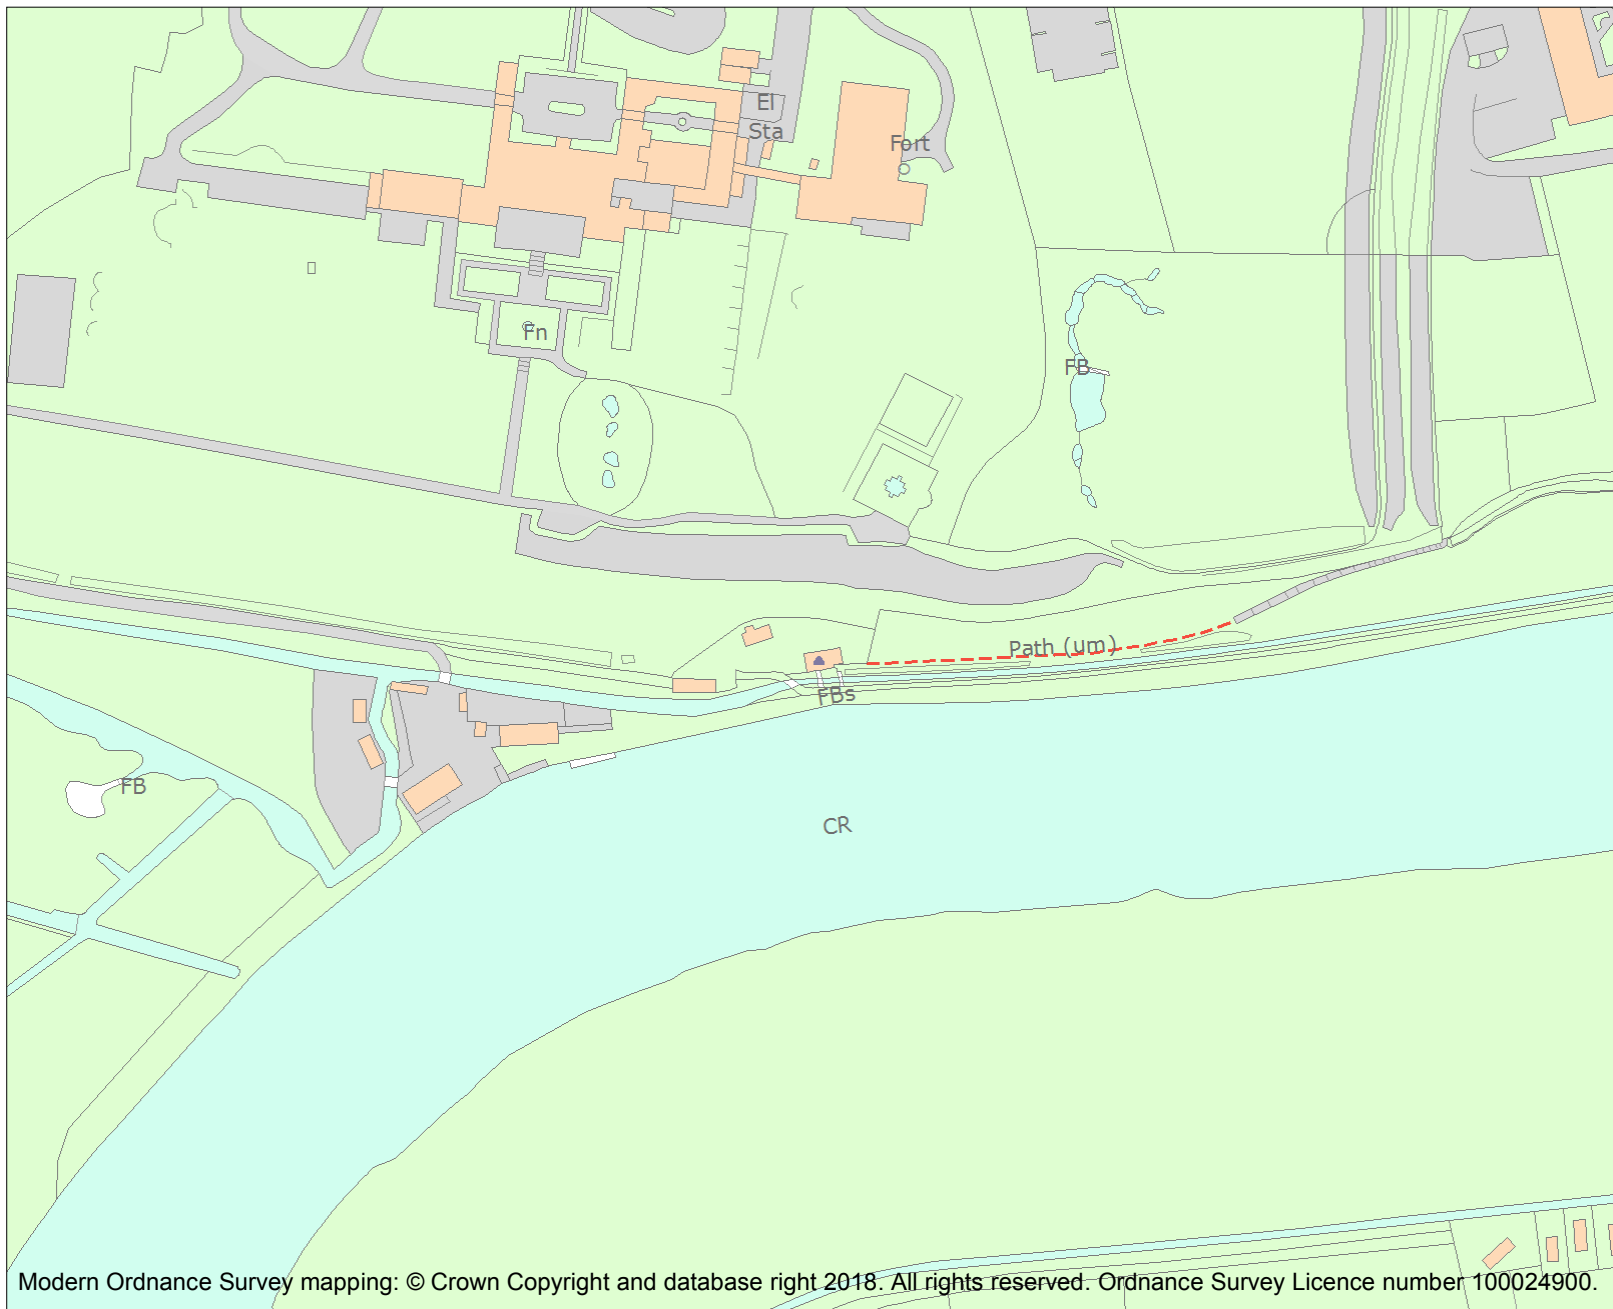 El
Sta
Fort
Fn
FB
Path (um)
FBs
FB
CR
Modern Ordnance Survey mapping: © Crown Copyright and database right 2018. All rights reserved. Ordnance Survey Licence number 100024900.